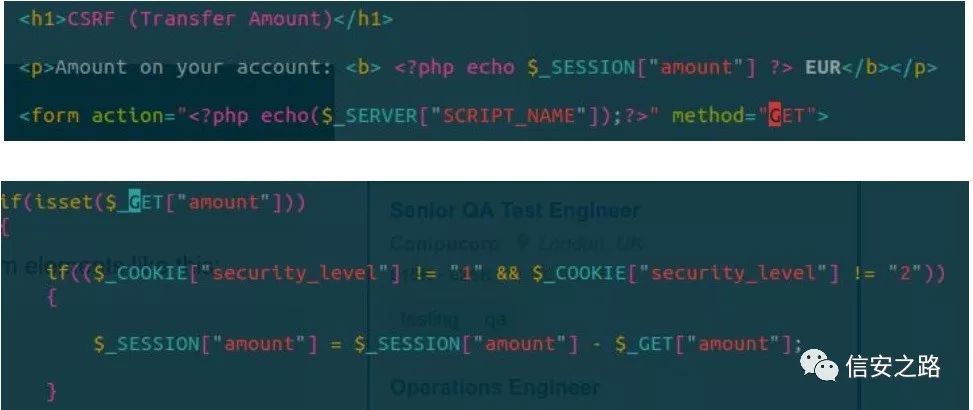 <h1>CSRF (Transfer Amount)</h1>
<p>Amount on your account: <b> <?php echo $_SESSION["amount"] ?> EUR</b></p>
<form action="<?php echo($_SERVER["SCRIPT_NAME"]);?>" method="GET">
if(isset($_GET["amount"]))
{
Senior QA Test Engineer
Compucorp London, UK
m elements like this:
if(($_COOKIE["security_level"] != "1" && $_COOKIE["security_level"] != "2"))
{
testing qa
$_SESSION["amount"] = $_SESSION["amount"] - $_GET["amount"];
}
Operations Engineer
信安之路